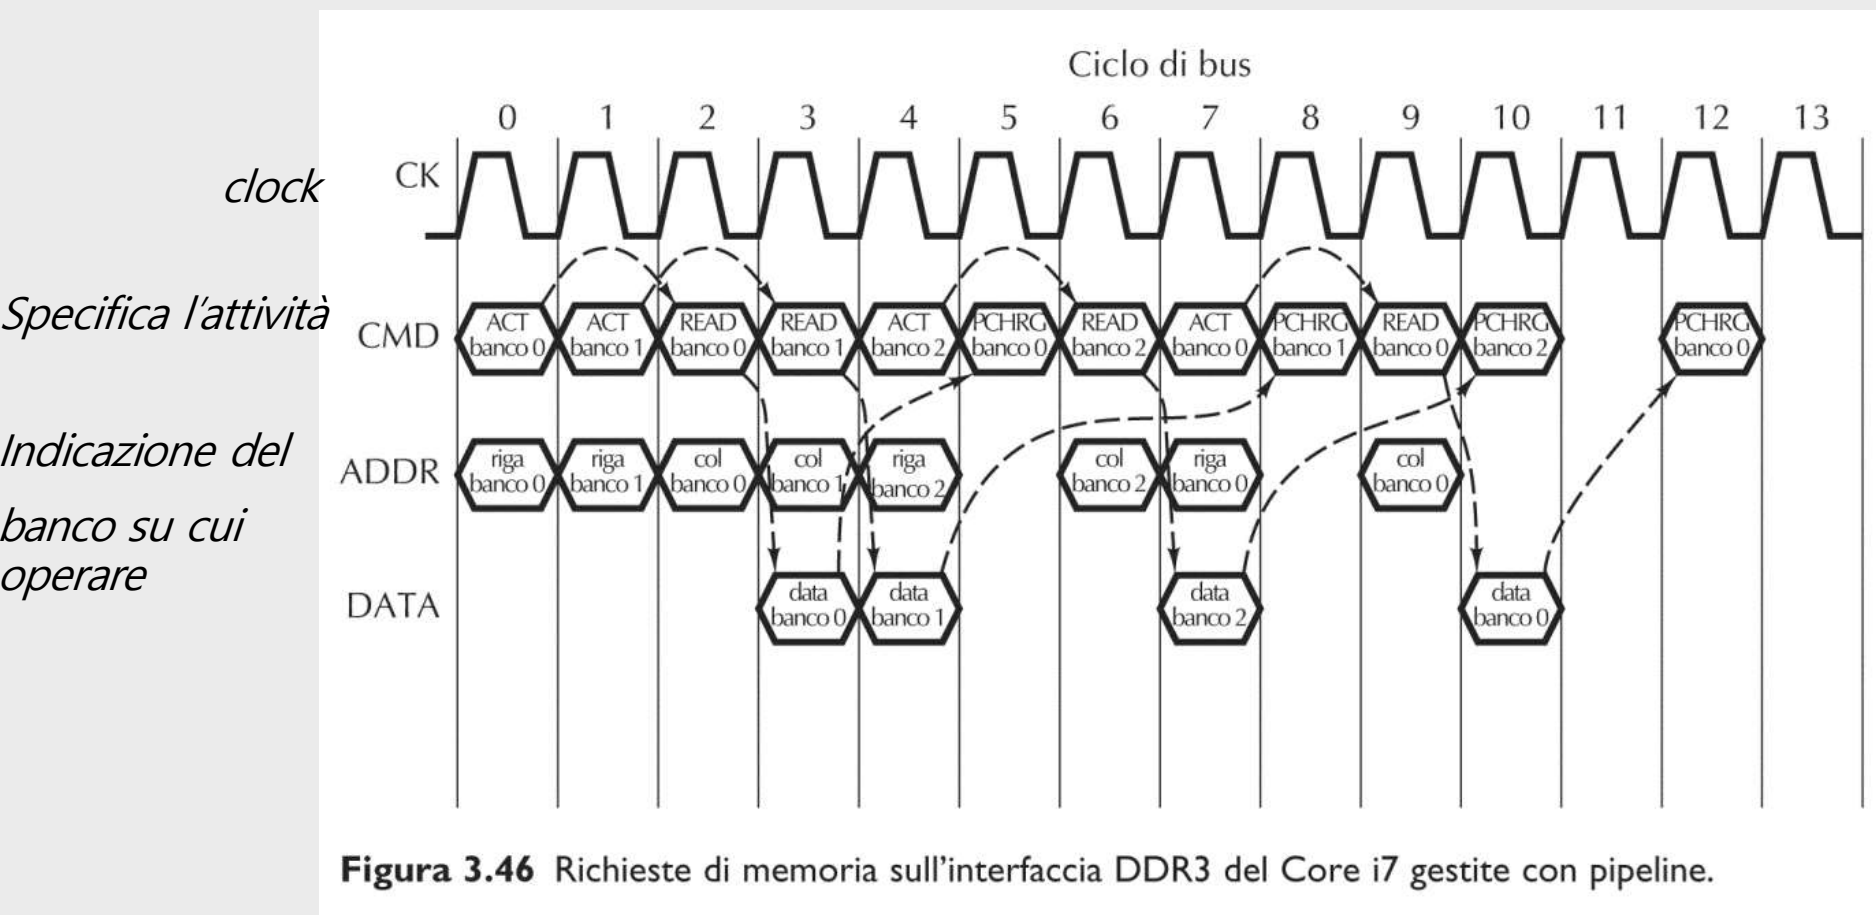 Ciclo di bus
0 1 2 3 4 5 6 7 8 9 10 11 12 13
clock
CK
Specifica l'attività
CMD
ACT banco 0
ACT banco 1
READ banco 0
READ banco 1
ACT banco 2
PCHRG banco 0
READ banco 2
ACT banco 0
PCHRG banco 1
READ banco 0
PCHRG banco 2
PCHRG banco 0
Indicazione del
banco su cui
operare
ADDR
riga banco 0
riga banco 1
col banco 0
col banco 1
riga banco 2
col banco 2
riga banco 0
col banco 0
DATA
data banco 0
data banco 1
data banco 2
data banco 0
Figura 3.46 Richieste di memoria sull'interfaccia DDR3 del Core i7 gestite con pipeline.